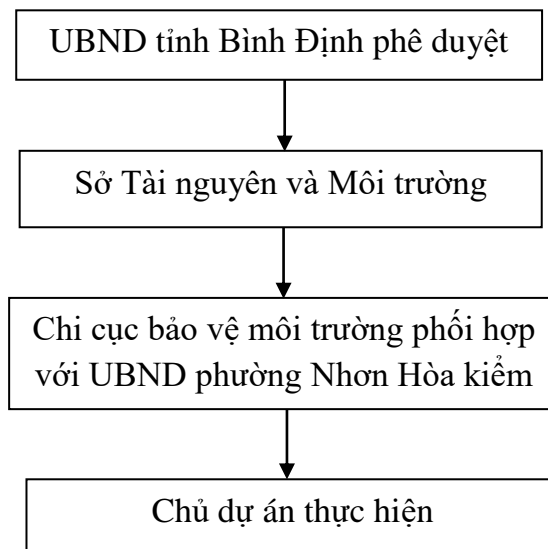 UBND tỉnh Bình Định phê duyệt
Sở Tài nguyên và Môi trường
Chi cục bảo vệ môi trường phối hợp
với UBND phường Nhơn Hòa kiểm
Chủ dự án thực hiện